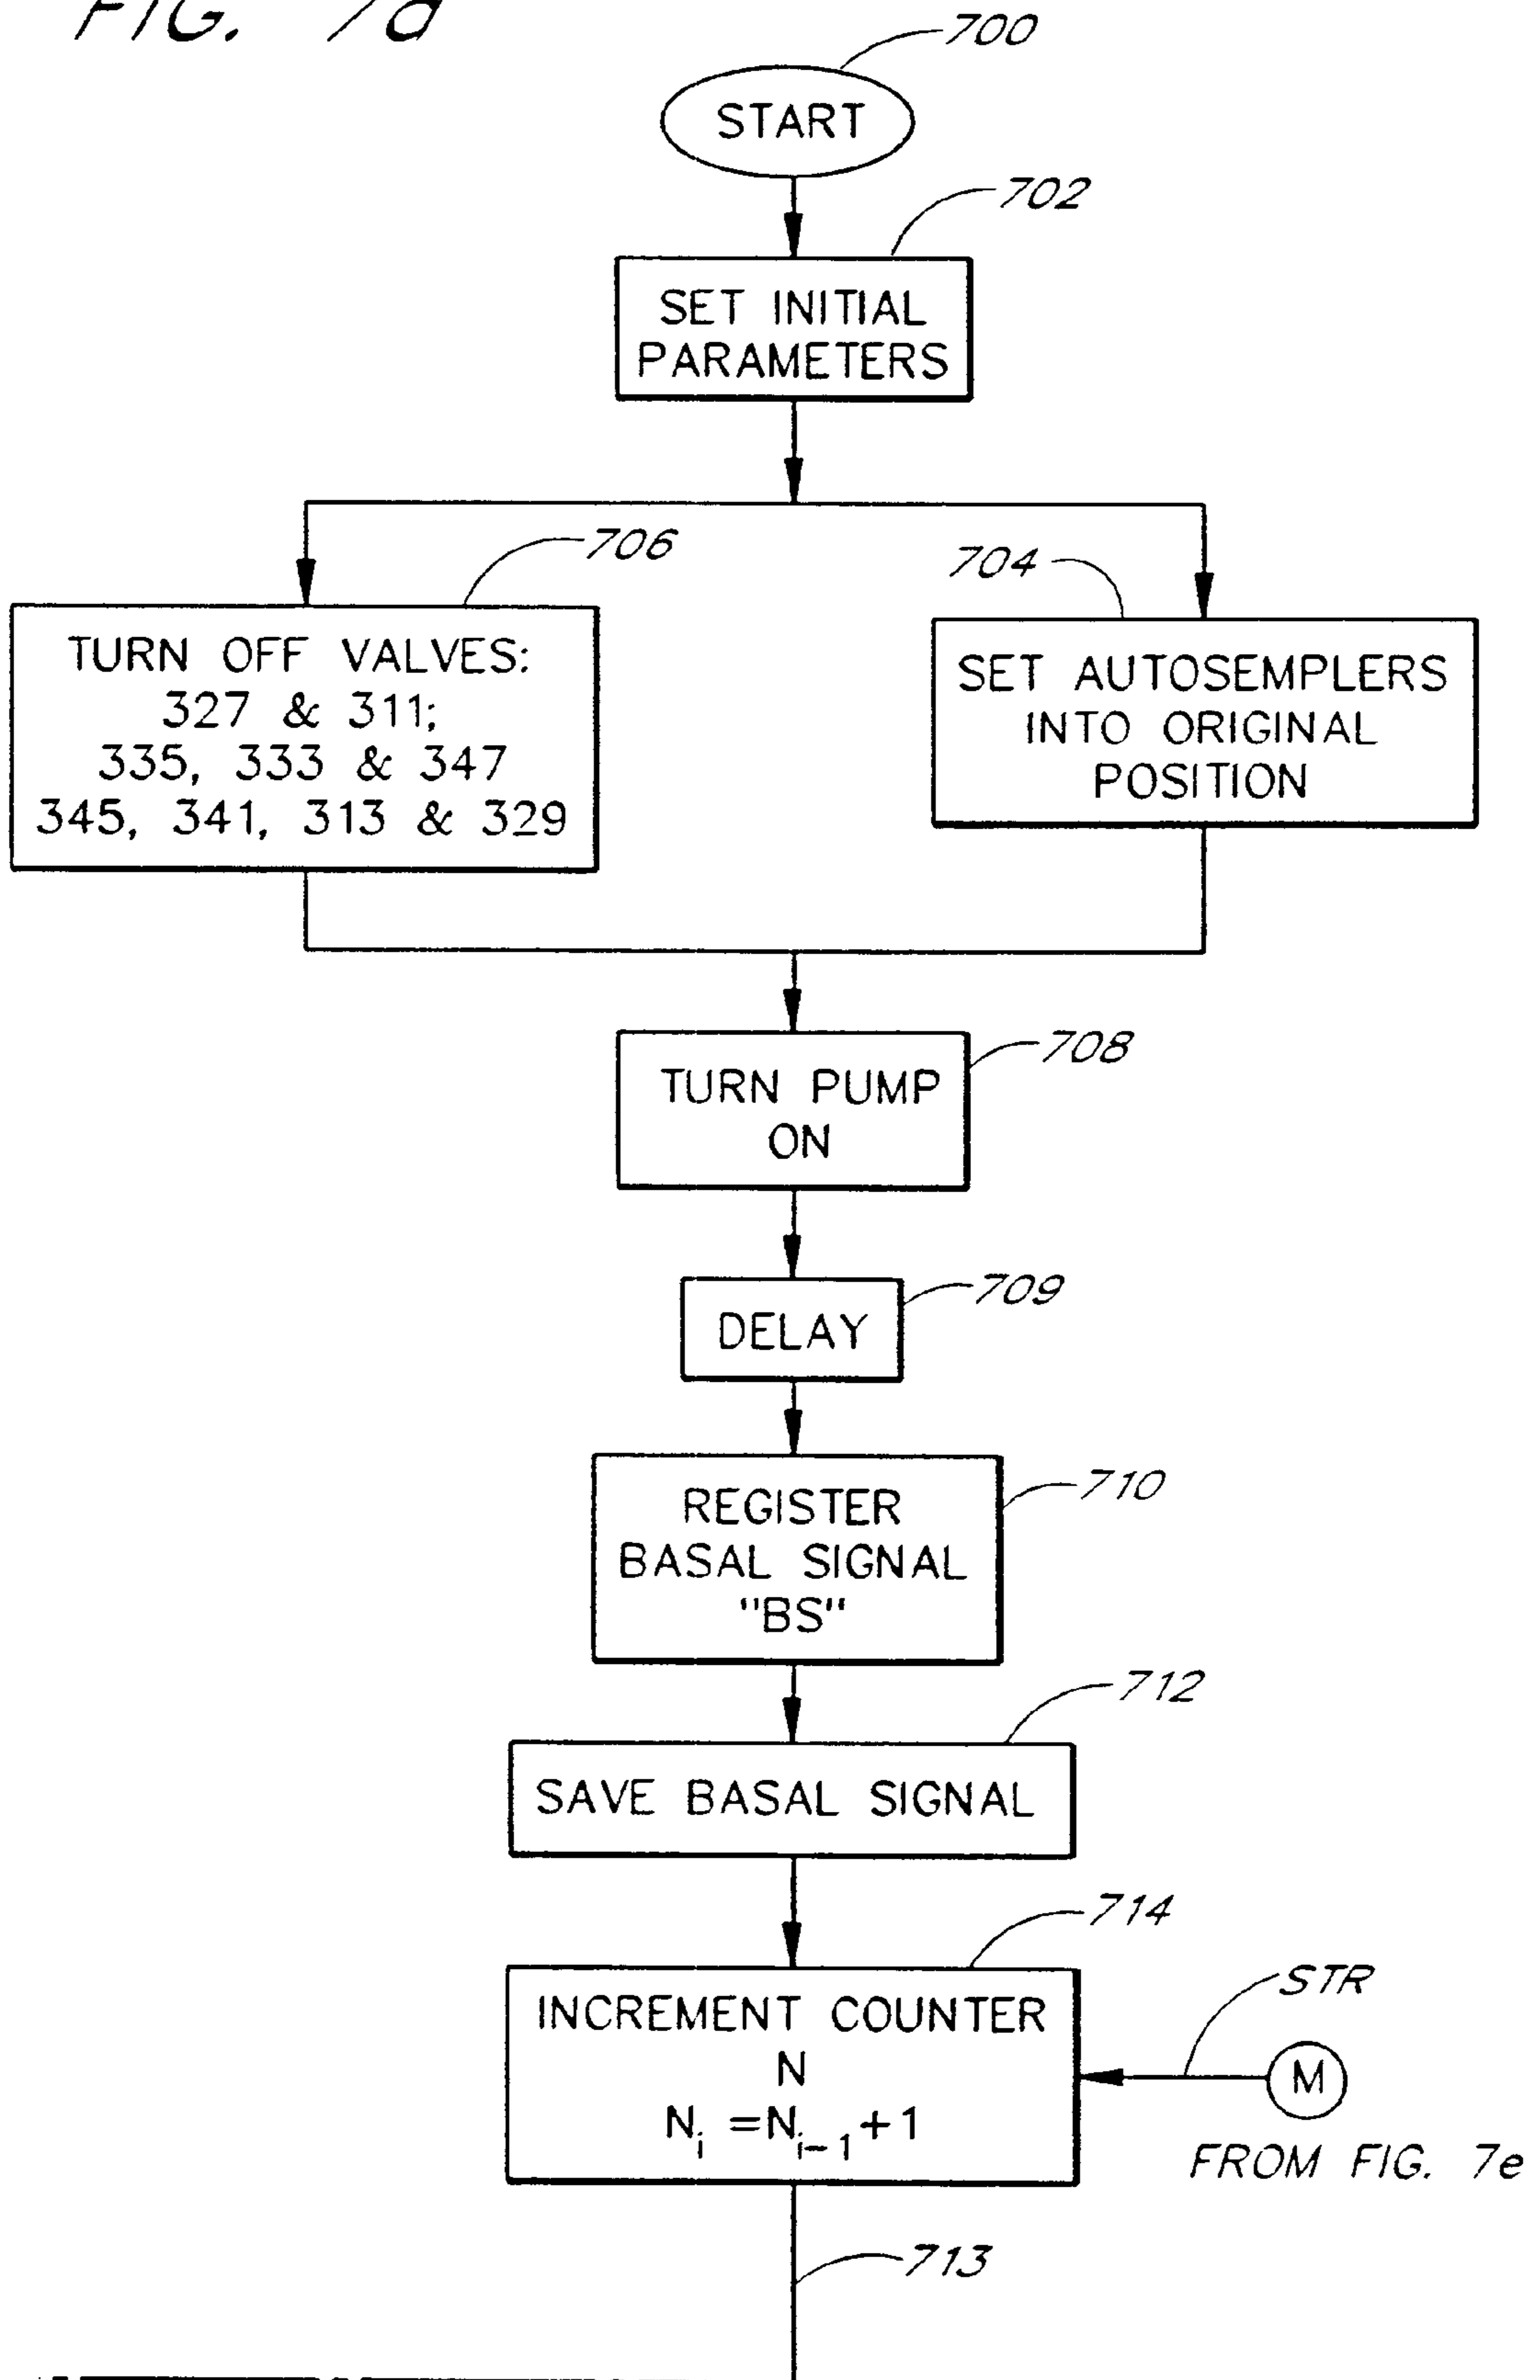 FIG. 7a
700
START
702
SET INITIAL
PARAMETERS
706
TURN OFF VALVES:
327 & 311;
335, 333 & 347
345, 341, 313 & 329
704
SET AUTOSEMPLERS
INTO ORIGINAL
POSITION
708
TURN PUMP
ON
709
DELAY
710
REGISTER
BASAL SIGNAL
"BS"
712
SAVE BASAL SIGNAL
714
INCREMENT COUNTER
N
Ni =Ni-1+1
STR
M
FROM FIG. 7e
713